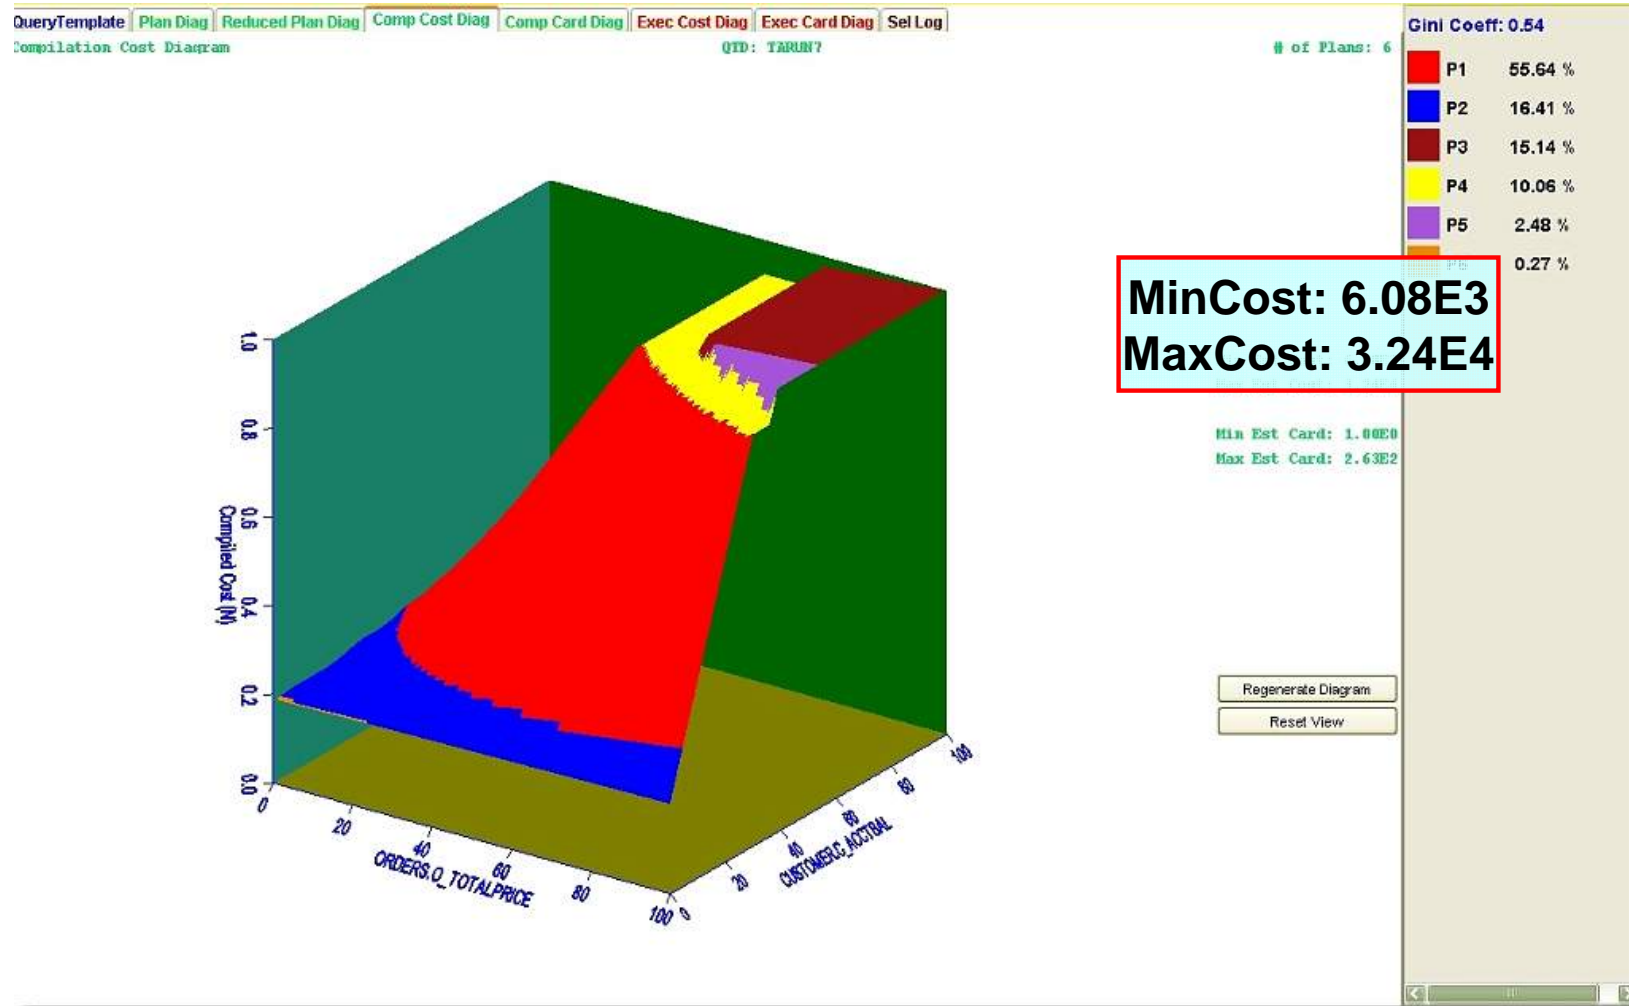 QueryTemplate Plan Diag Reduced Plan Diag Comp Cost Diag Comp Card Diag Exec Cost Diag Exec Card Diag Sel Log
Compilation Cost Diagram QTD: TARUN7 # of Plans: 6
Gini Coeff: 0.54
P1 55.64 %
P2 16.41 %
P3 15.14 %
P4 10.06 %
P5 2.48 %
P6 0.27 %
MinCost: 6.08E3
MaxCost: 3.24E4
Min Est Card: 1.00E0
Max Est Card: 2.63E2
Regenerate Diagram
Reset View
1.0
0.8
0.6
0.4
0.2
0.0
Compiled Cost (N)
0
20
40
60
80
100
ORDERS.O_TOTALPRICE
0
20
40
60
80
100
CUSTOMER.C_ACCTBAL